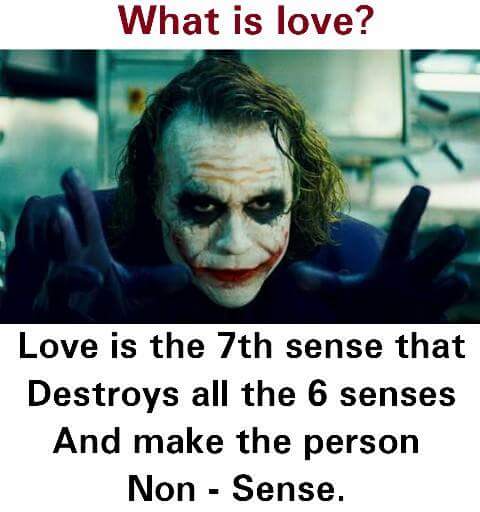 What is love?
Love is the 7th sense that
Destroys all the 6 senses
And make the person
Non - Sense.